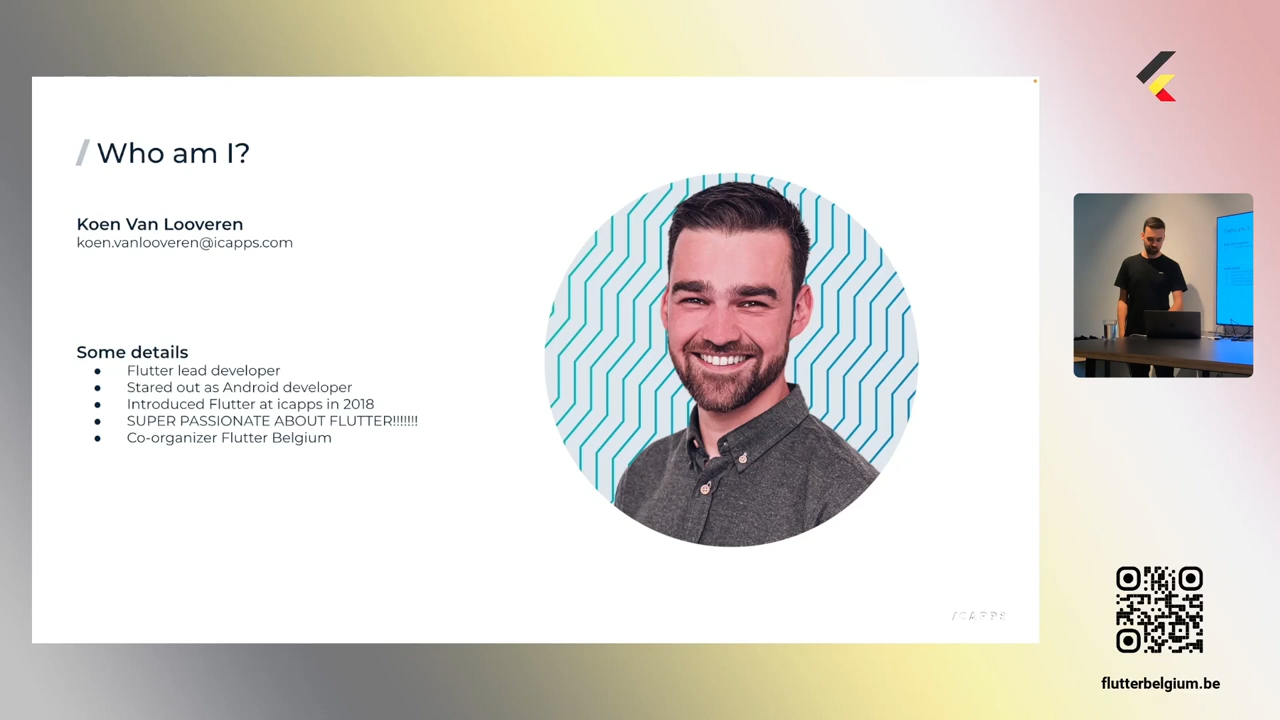 / Who am I?
Koen Van Looveren
koen.vanlooveren@icapps.com
Some details
● Flutter lead developer
● Stared out as Android developer
● Introduced Flutter at icapps in 2018
● SUPER PASSIONATE ABOUT FLUTTER!!!!!!!
● Co-organizer Flutter Belgium
/CAPPS
flutterbelgium.be